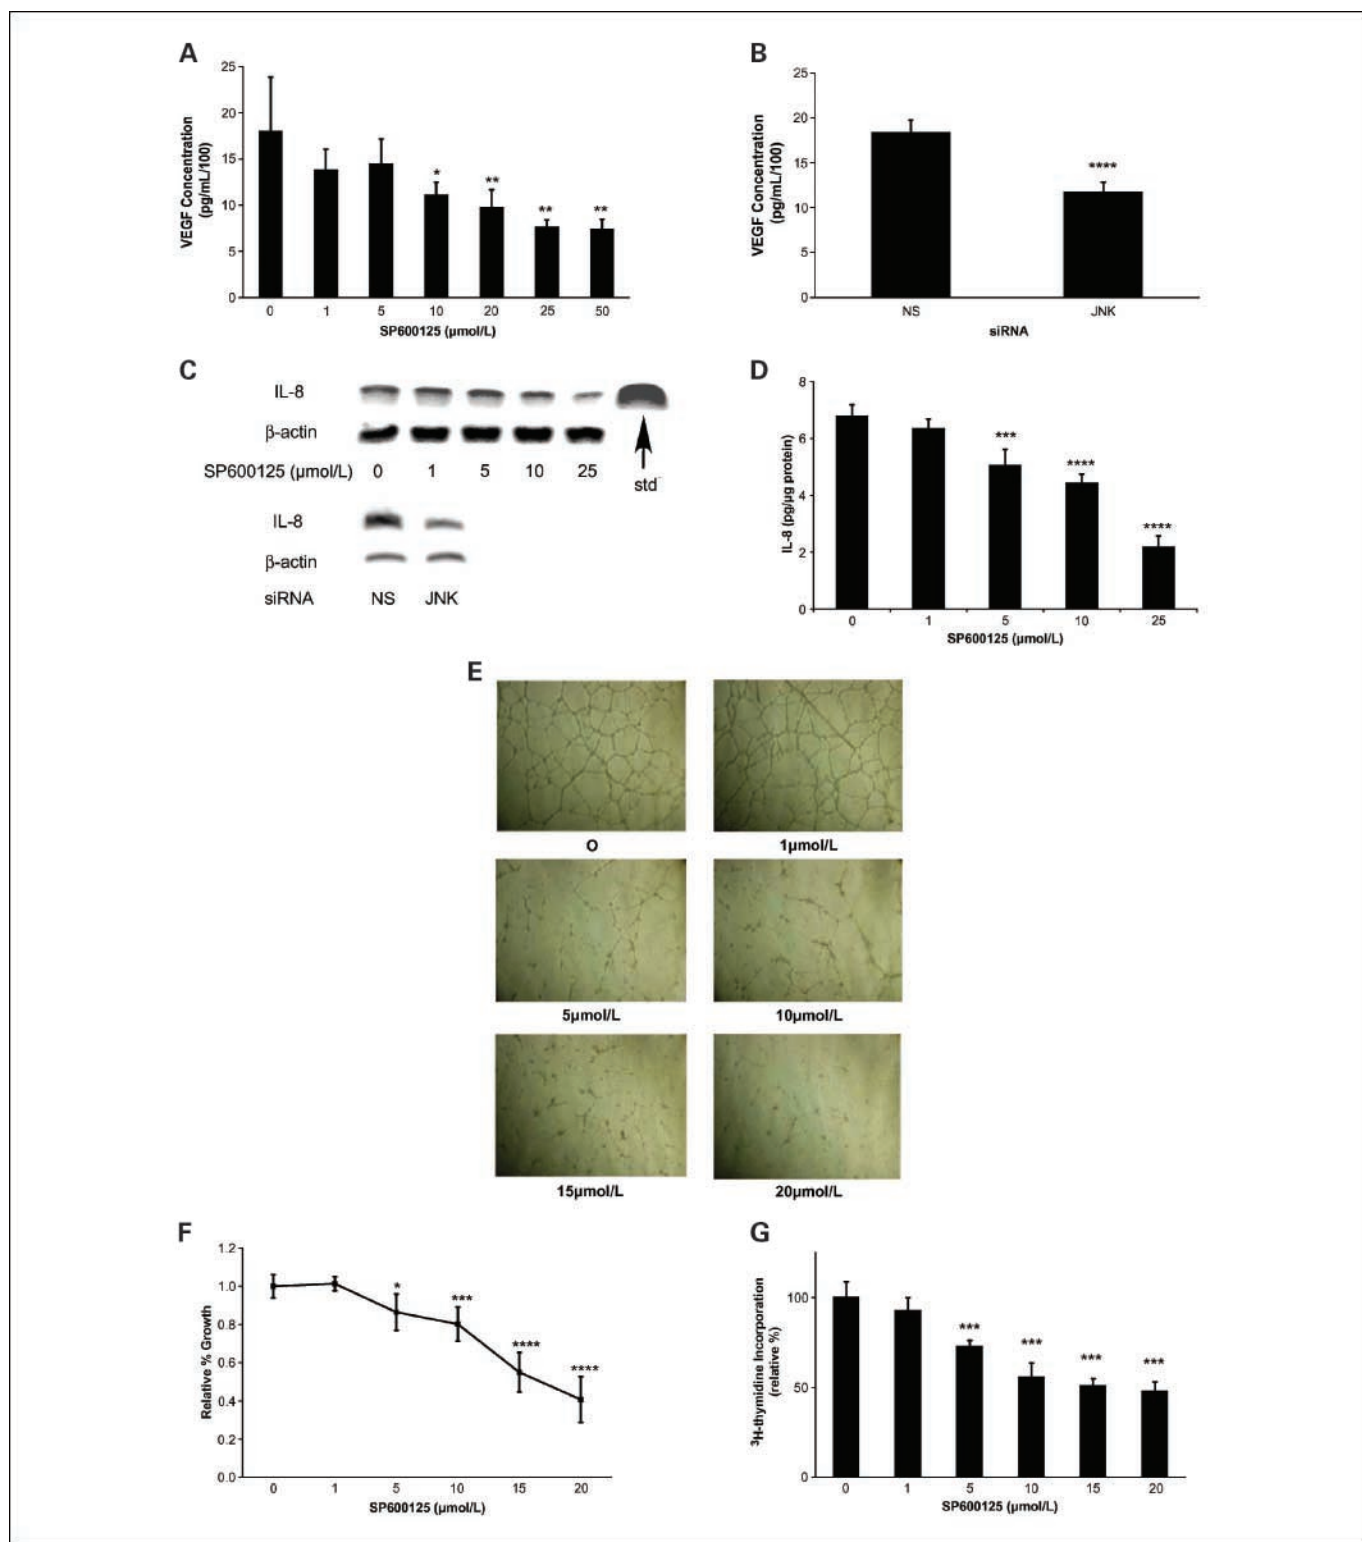 A
25
20
15
10
5
0
VEGF Concentration
(pg/mL/100)
*
**
**
**
0 1 5 10 20 25 50
SP600125 (µmol/L)
B
25
20
15
10
5
0
VEGF Concentration
(pg/mL/100)
****
NS JNK
siRNA
C
IL-8
β-actin
SP600125 (µmol/L) 0 1 5 10 25
std
IL-8
β-actin
siRNA NS JNK
D
8
6
4
2
0
IL-8 (pg/µg protein)
***
****
****
0 1 5 10 25
SP600125 (µmol/L)
E
O 1µmol/L
5µmol/L 10µmol/L
15µmol/L 20µmol/L
F
1.2
1.0
0.8
0.6
0.4
0.2
0.0
Relative % Growth
*
***
****
****
0 1 5 10 15 20
SP600125 (µmol/L)
G
100
50
0
³H-thymidine Incorporation
(relative %)
***
***
***
***
0 1 5 10 15 20
SP600125 (µmol/L)